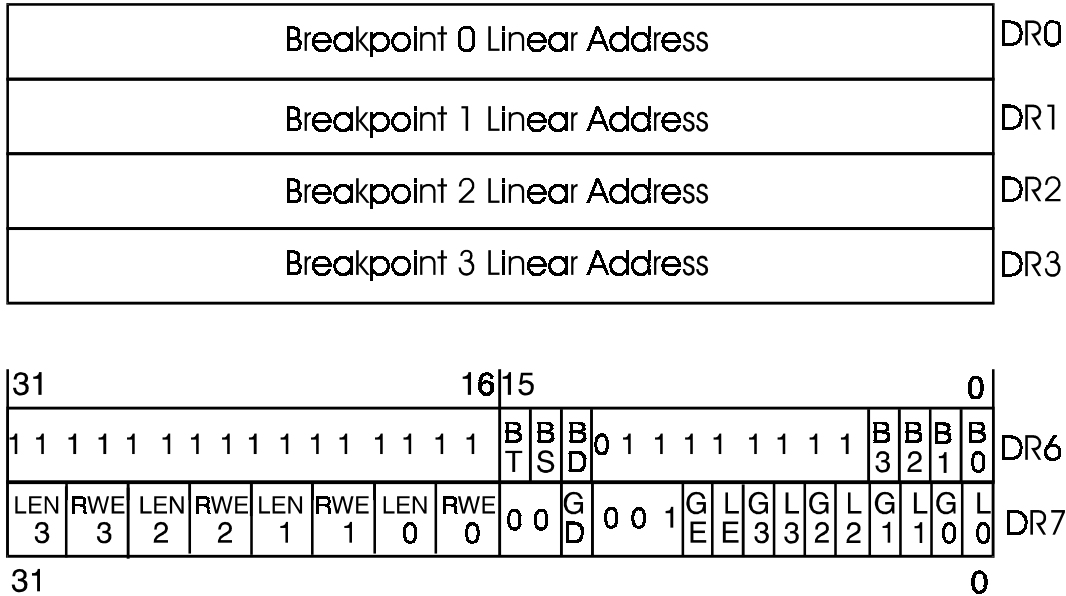 Breakpoint 0 Linear Address DR0
Breakpoint 1 Linear Address DR1
Breakpoint 2 Linear Address DR2
Breakpoint 3 Linear Address DR3
31 16 15 0
1 1 1 1 1 1 1 1 1 1 1 1 1 1 1 1 BT BS BD 0 1 1 1 1 1 1 1 1 B3 B2 B1 B0 DR6
LEN 3 RWE 3 LEN 2 RWE 2 LEN 1 RWE 1 LEN 0 RWE 0 0 0 GD 0 0 1 GE LE G3 L3 G2 L2 G1 L1 G0 L0 DR7
31 0